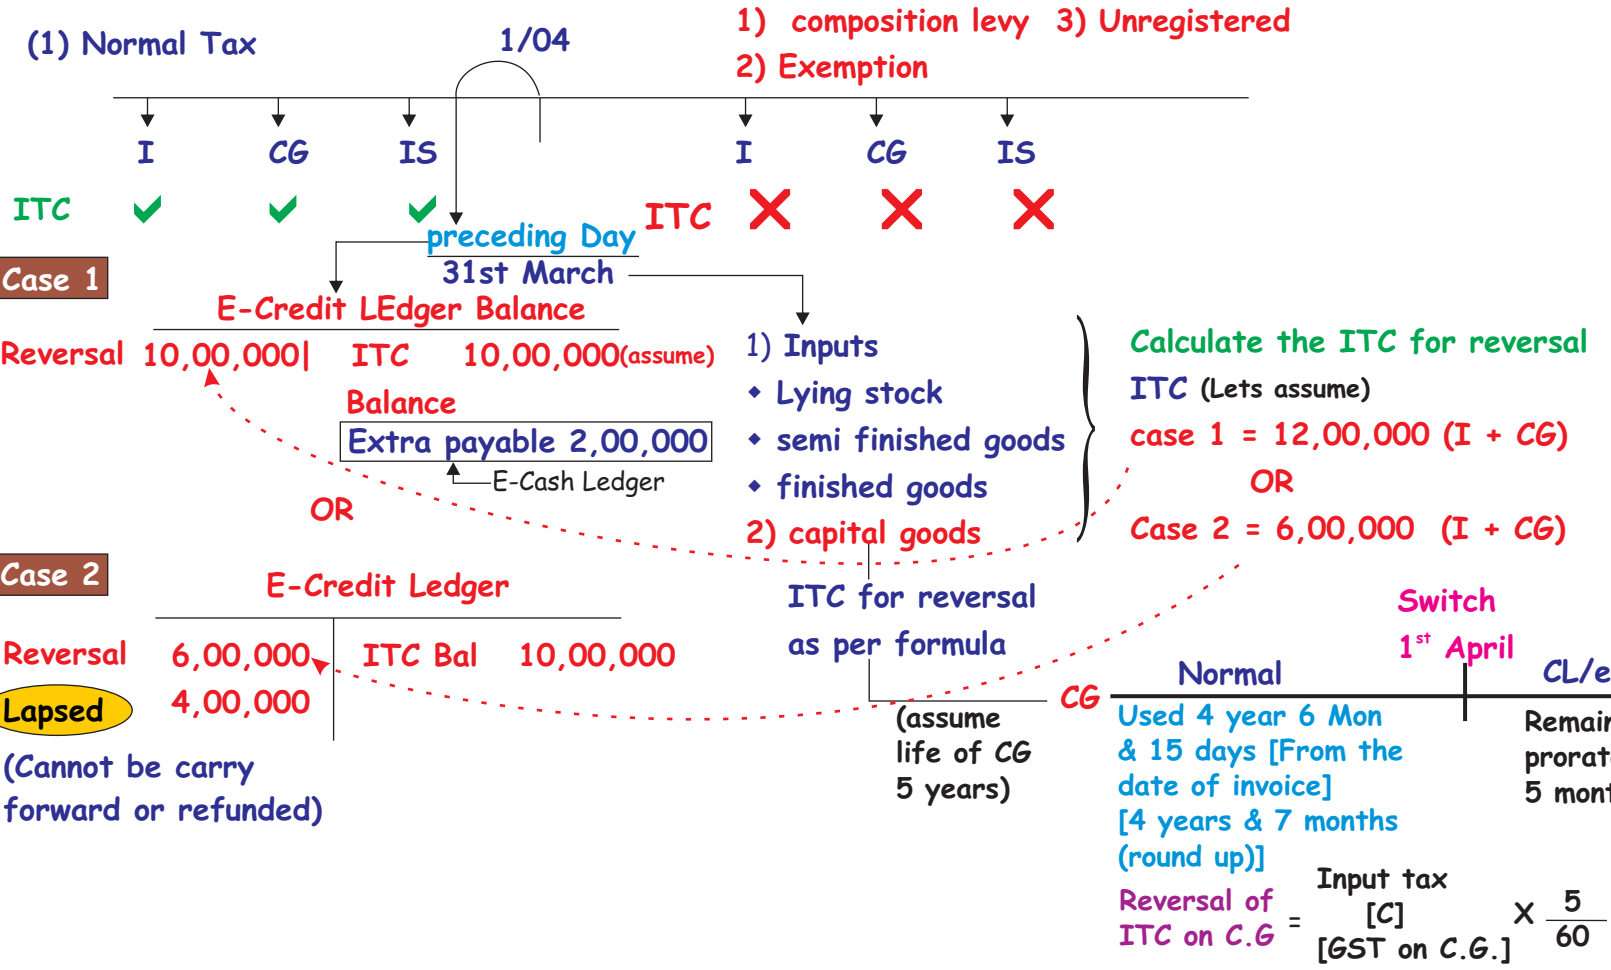 (1) Normal Tax
1/04
1) composition levy 3) Unregistered
2) Exemption
I CG IS
I CG IS
ITC
ITC
preceding Day
31st March
Case 1
E-Credit LEdger Balance
Reversal 10,00,000| ITC 10,00,000(assume)
Balance
Extra payable 2,00,000
E-Cash Ledger
OR
1) Inputs
Lying stock
semi finished goods
finished goods
2) capital goods
Calculate the ITC for reversal
ITC (Lets assume)
case 1 = 12,00,000 (I + CG)
OR
Case 2 = 6,00,000 (I + CG)
Case 2
E-Credit Ledger
Reversal 6,00,000 ITC Bal 10,00,000
Lapsed 4,00,000
(Cannot be carry
forward or refunded)
ITC for reversal
as per formula
(assume
life of CG
5 years)
CG
Switch
1st April
Normal
CL/e
Used 4 year 6 Mon
& 15 days [From the
date of invoice]
[4 years & 7 months
(round up)]
Remain
prorat
5 mont
Reversal of
ITC on C.G
=
Input tax
[C]
[GST on C.G.]
X 5
60